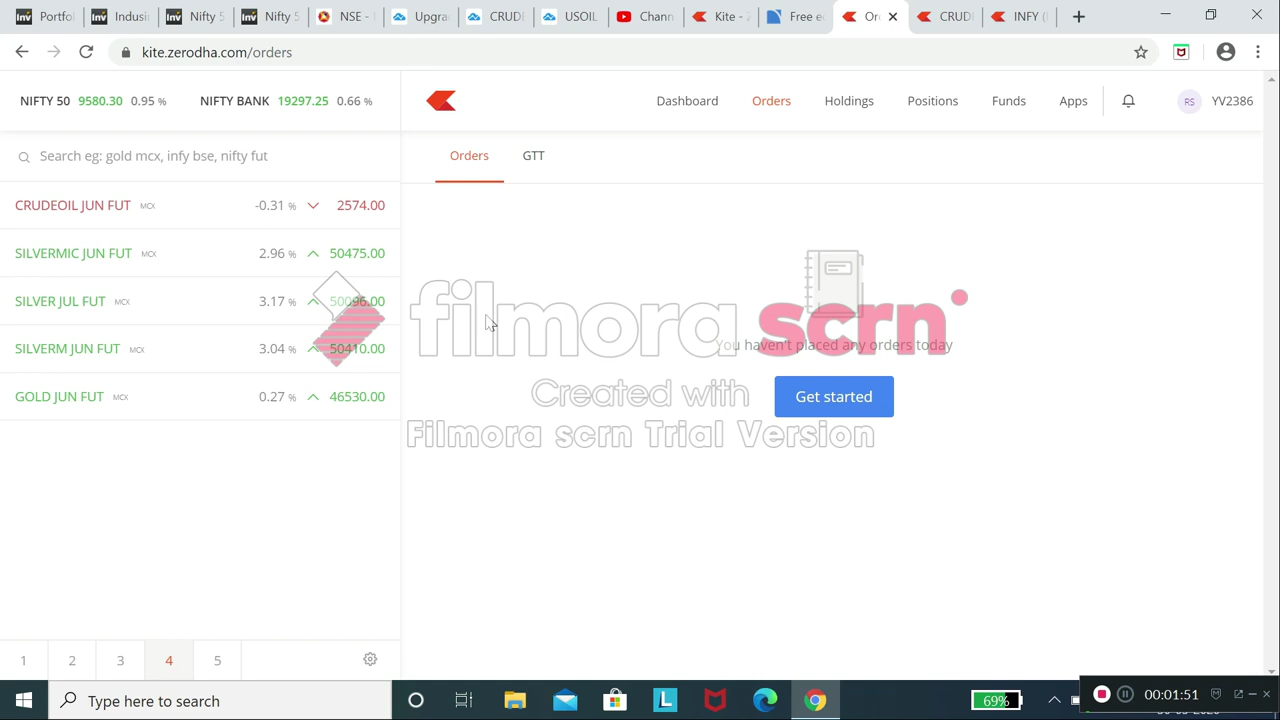 Portfo Indusin Nifty 5 Nifty 5 NSE - Upgra CRUDE USOIL Chann Kite - Z Free e Or CRUD INFY (
kite.zerodha.com/orders
NIFTY 50 9580.30 0.95 % NIFTY BANK 19297.25 0.66 %
Dashboard Orders Holdings Positions Funds Apps RS YV2386
Search eg: gold mcx, infy bse, nifty fut
Orders GTT
CRUDEOIL JUN FUT MCX -0.31 % 2574.00
SILVERMIC JUN FUT MCX 2.96 % 50475.00
SILVER JUL FUT MCX 3.17 % 50096.00
SILVERM JUN FUT MCX 3.04 % 50410.00
GOLD JUN FUT MCX 0.27 % 46530.00
filmora scrn
You haven't placed any orders today
Created with
Get started
Filmora scrn Trial Version
1 2 3 4 5
Type here to search
69%
00:01:51